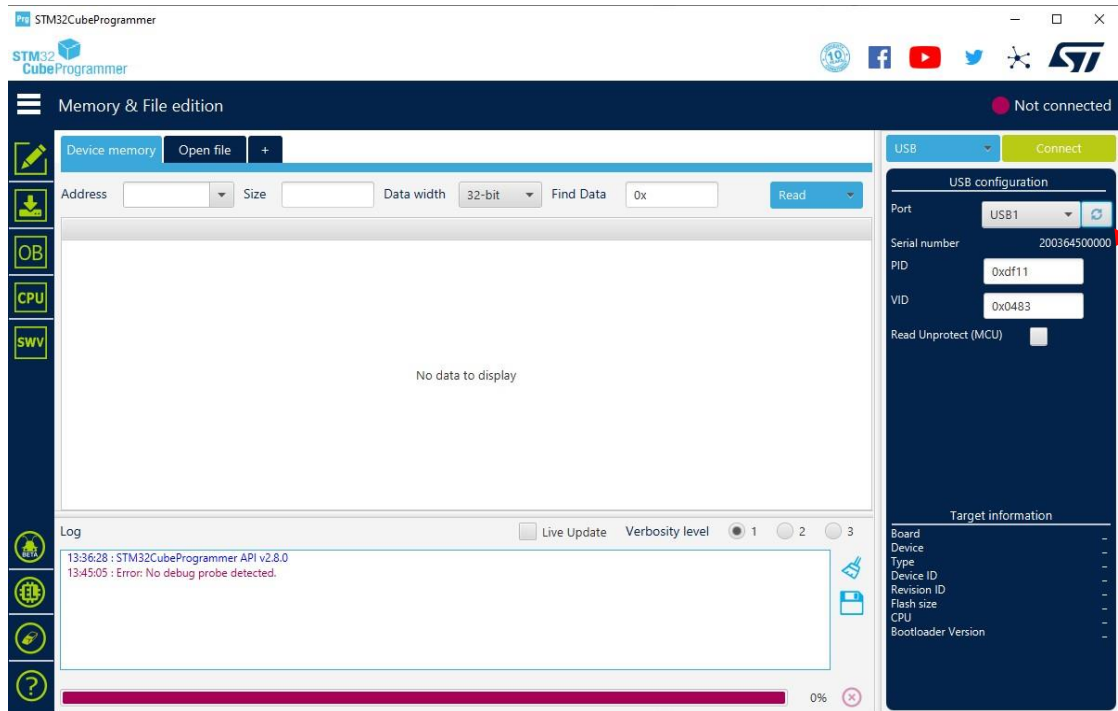 Prg STM32CubeProgrammer
STM32
CubeProgrammer
10
ST
Memory & File edition
Not connected
Device memory Open file +
USB Connect
Address Size Data width 32-bit Find Data 0x Read
USB configuration
Port USB1
Serial number 200364500000
PID 0xdf11
VID 0x0483
Read Unprotect (MCU)
OB
CPU
SWV
No data to display
Log Live Update Verbosity level 1 2 3
13:36:28 : STM32CubeProgrammer API v2.8.0
13:45:05 : Error: No debug probe detected.
0%
BETA
?
Target information
Board -
Device -
Type -
Device ID -
Revision ID -
Flash size -
CPU -
Bootloader Version -